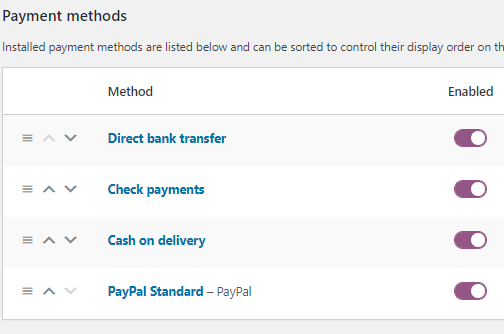 Payment methods
Installed payment methods are listed below and can be sorted to control their display order on th
Method Enabled
Direct bank transfer
Check payments
Cash on delivery
PayPal Standard – PayPal